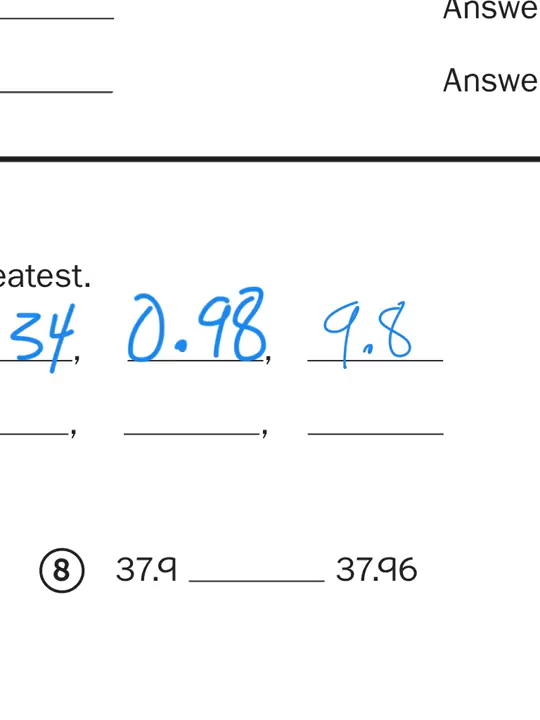 Answe
Answe
eatest.
34, 0.98, 9.8
, ,
8 37.9 37.96